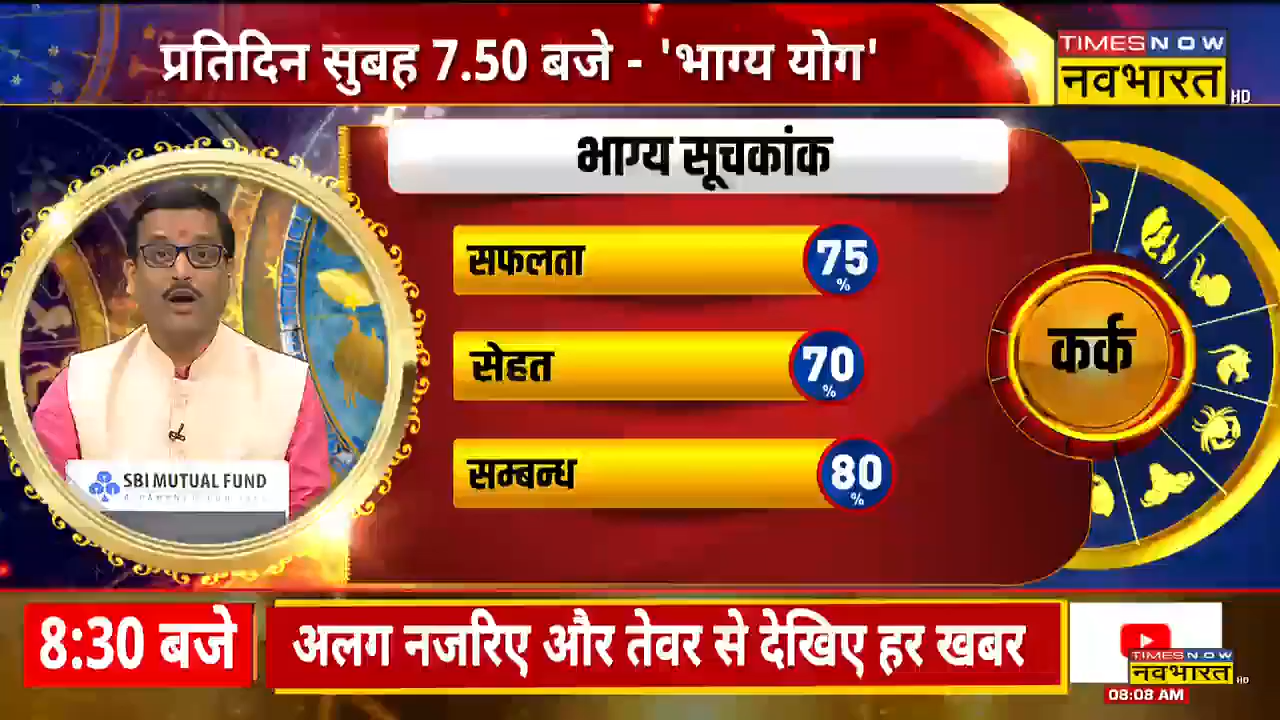 प्रतिदिन सुबह 7.50 बजे - 'भाग्य योग'
TIMES NOW
नवभारत
HD
भाग्य सूचकांक
सफलता 75%
सेहत 70%
सम्बन्ध 80%
कर्क
SBI MUTUAL FUND
8:30 बजे
अलग नजरिए और तेवर से देखिए हर खबर
TIMES NOW
नवभारत
HD
08:08 AM